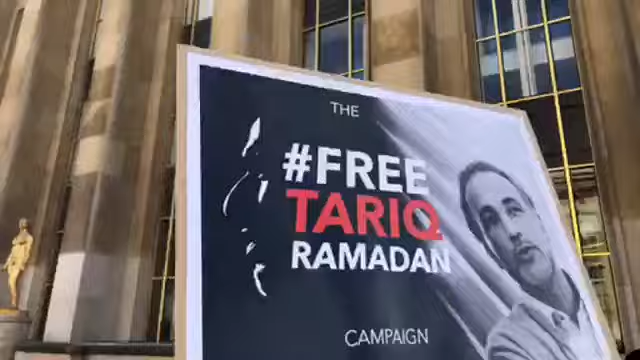 THE
#FREE
TARIQ
RAMADAN
CAMPAIGN